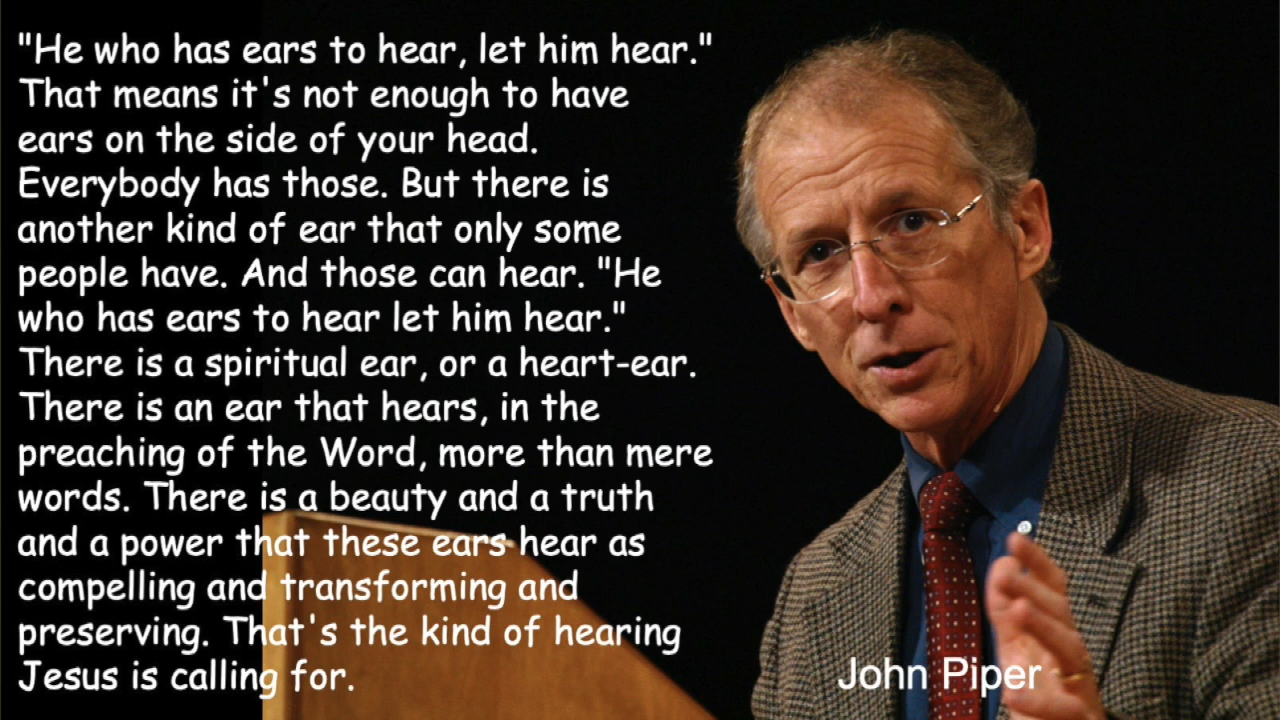 "He who has ears to hear, let him hear."
That means it's not enough to have
ears on the side of your head.
Everybody has those. But there is
another kind of ear that only some
people have. And those can hear. "He
who has ears to hear let him hear."
There is a spiritual ear, or a heart-ear.
There is an ear that hears, in the
preaching of the Word, more than mere
words. There is a beauty and a truth
and a power that these ears hear as
compelling and transforming and
preserving. That's the kind of hearing
Jesus is calling for.
John Piper